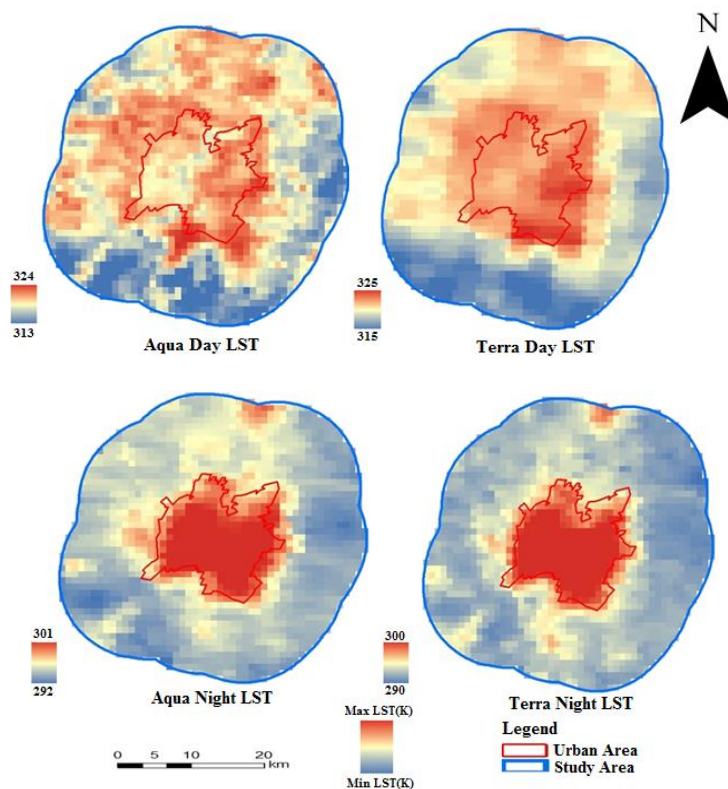 N
324
313
Aqua Day LST
325
315
Terra Day LST
301
292
Aqua Night LST
300
290
Terra Night LST
Max LST(K)
Min LST(K)
Legend
Urban Area
Study Area
0 5 10 20
km